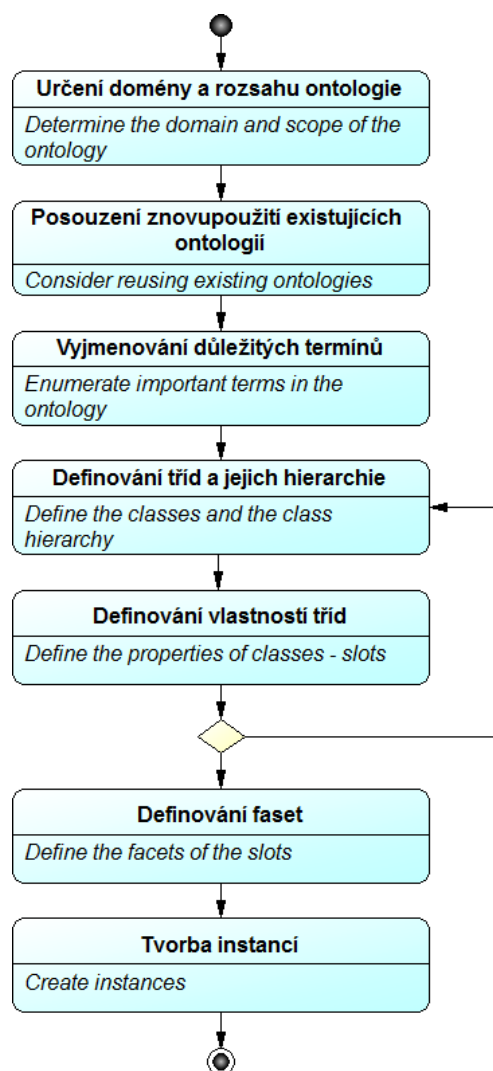 Určení domény a rozsahu ontologie
Determine the domain and scope of the
ontology
Posouzení znovupoužití existujících
ontologií
Consider reusing existing ontologies
Vyjmenování důležitých termínů
Enumerate important terms in the
ontology
Definování tříd a jejich hierarchie
Define the classes and the class
hierarchy
Definování vlastností tříd
Define the properties of classes - slots
Definování faset
Define the facets of the slots
Tvorba instancí
Create instances